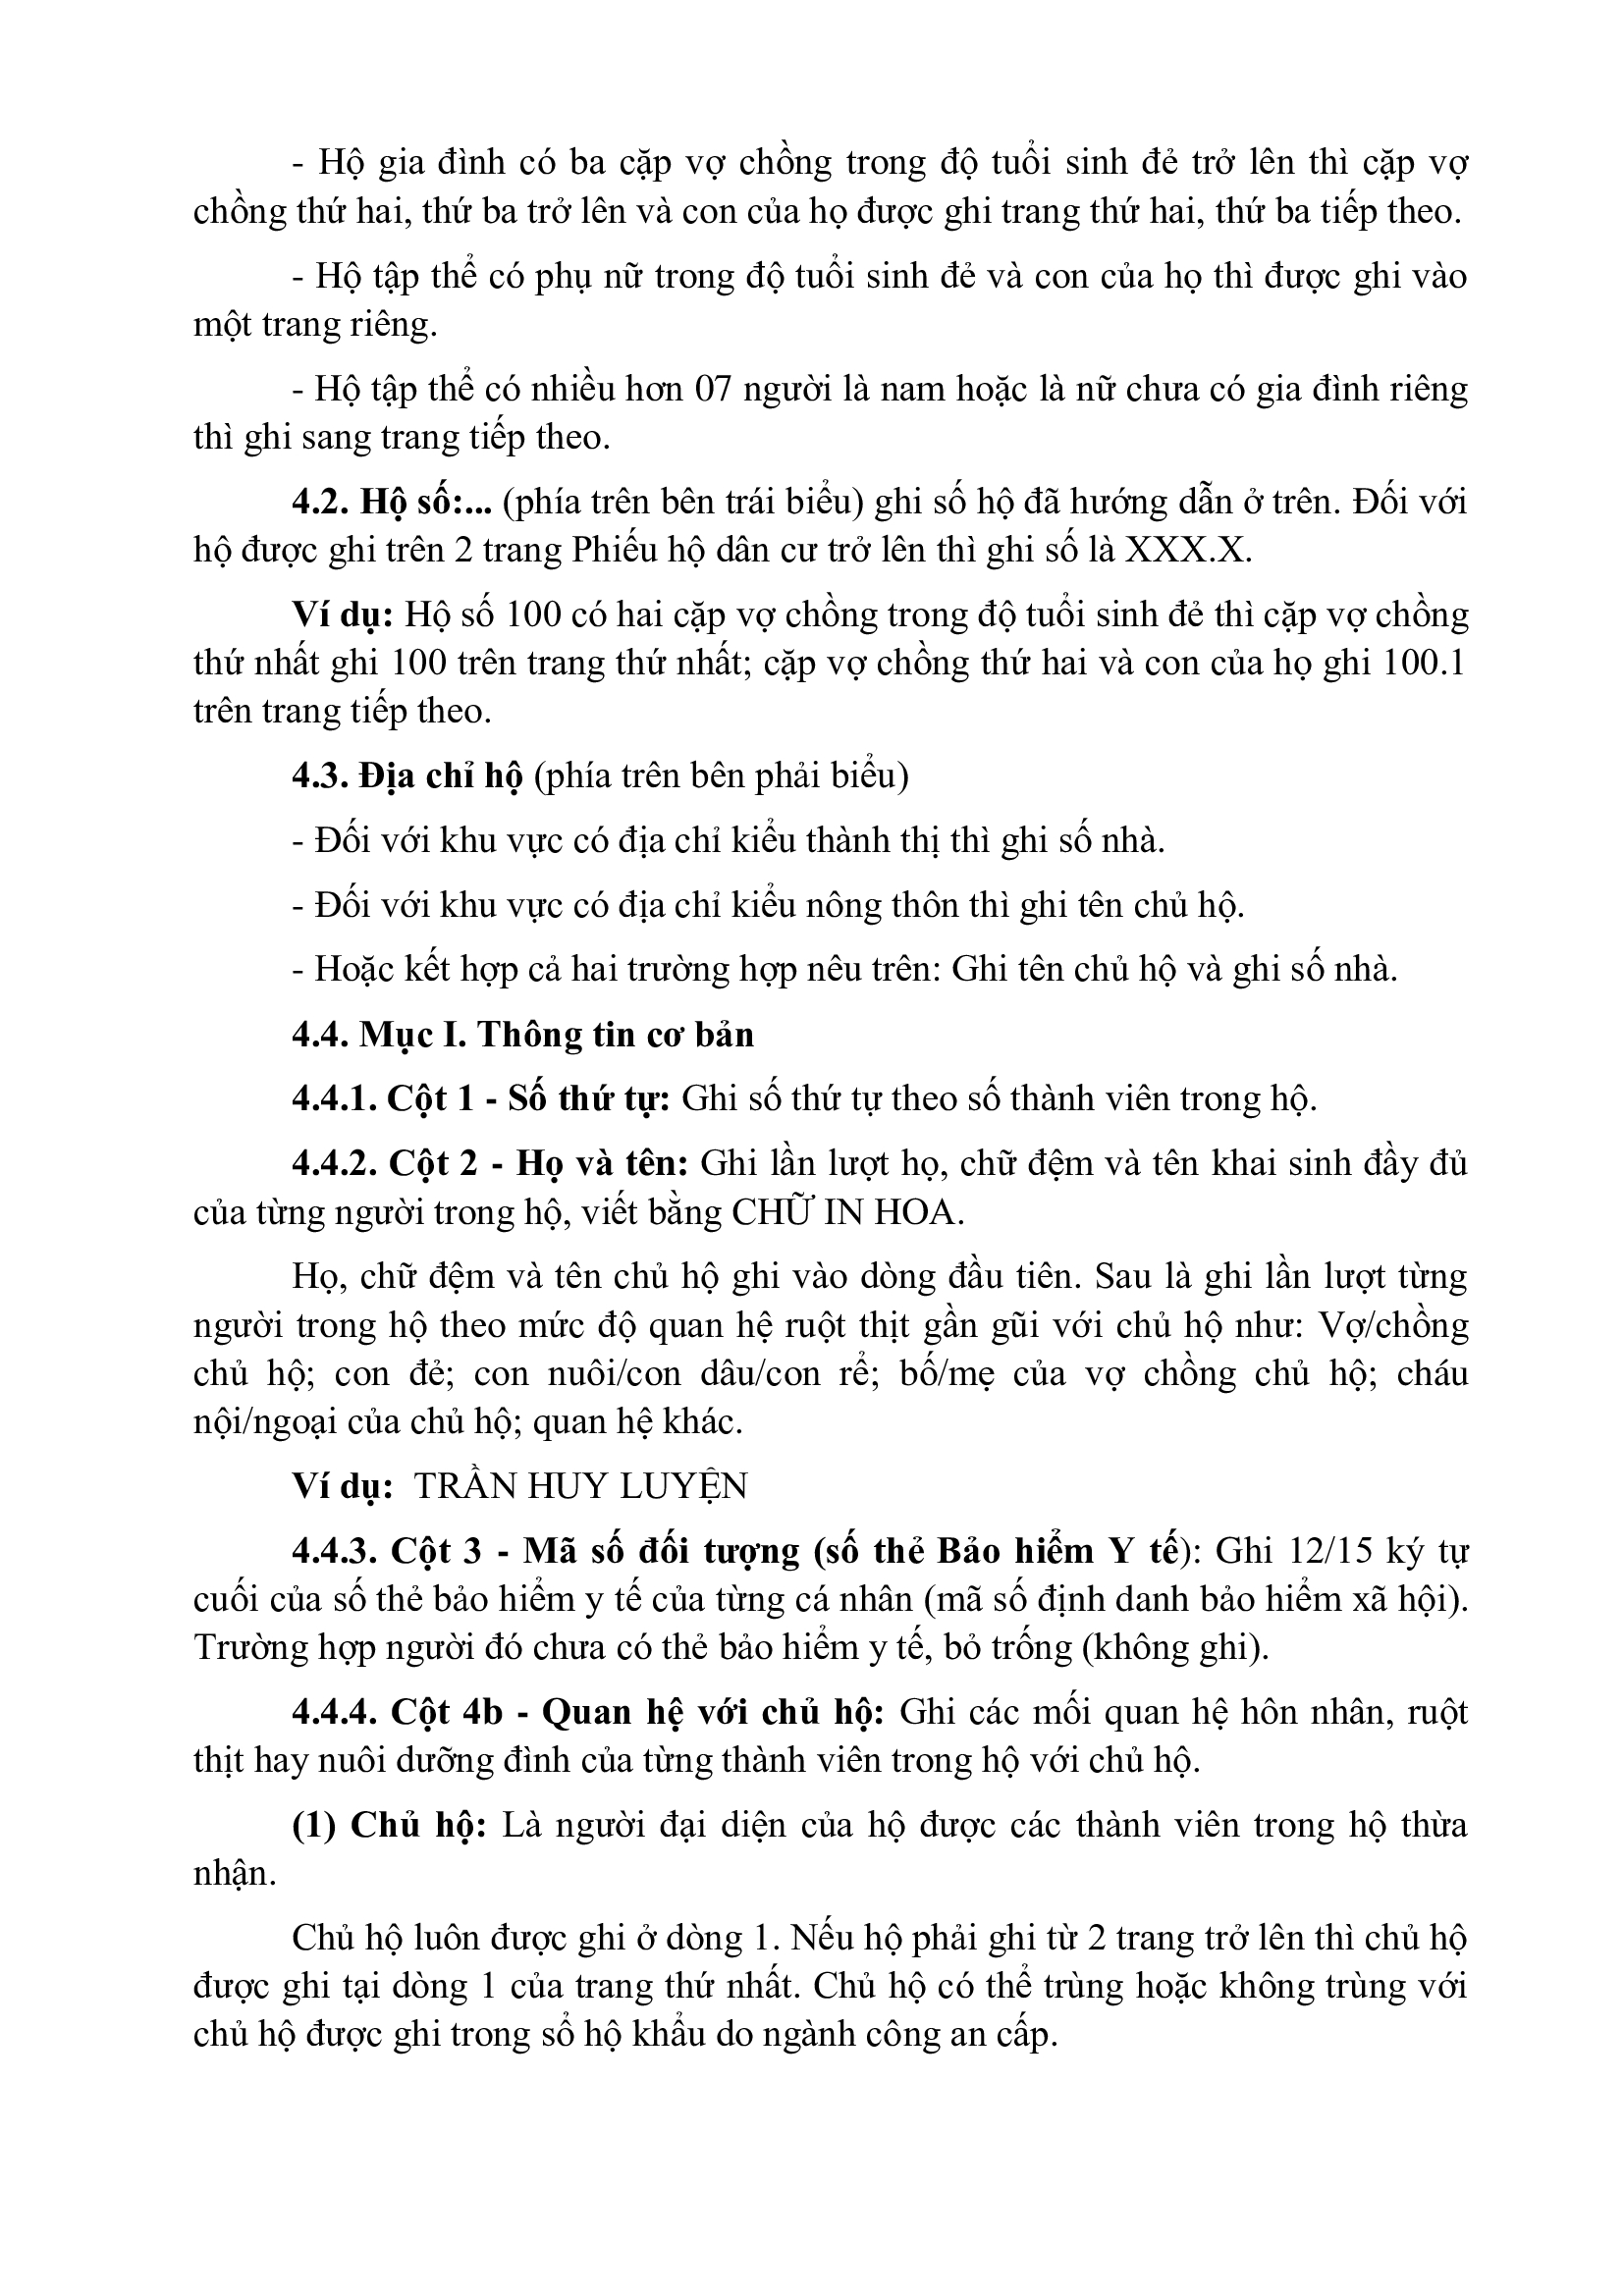 - Hộ gia đình có ba cặp vợ chồng trong độ tuổi sinh đẻ trở lên thì cặp vợ
chồng thứ hai, thứ ba trở lên và con của họ được ghi trang thứ hai, thứ ba tiếp theo.
- Hộ tập thể có phụ nữ trong độ tuổi sinh đẻ và con của họ thì được ghi vào
một trang riêng.
- Hộ tập thể có nhiều hơn 07 người là nam hoặc là nữ chưa có gia đình riêng
thì ghi sang trang tiếp theo.
4.2. Hộ số:... (phía trên bên trái biểu) ghi số hộ đã hướng dẫn ở trên. Đối với
hộ được ghi trên 2 trang Phiếu hộ dân cư trở lên thì ghi số là XXX.X.
Ví dụ: Hộ số 100 có hai cặp vợ chồng trong độ tuổi sinh đẻ thì cặp vợ chồng
thứ nhất ghi 100 trên trang thứ nhất; cặp vợ chồng thứ hai và con của họ ghi 100.1
trên trang tiếp theo.
4.3. Địa chỉ hộ (phía trên bên phải biểu)
- Đối với khu vực có địa chỉ kiểu thành thị thì ghi số nhà.
- Đối với khu vực có địa chỉ kiểu nông thôn thì ghi tên chủ hộ.
- Hoặc kết hợp cả hai trường hợp nêu trên: Ghi tên chủ hộ và ghi số nhà.
4.4. Mục I. Thông tin cơ bản
4.4.1. Cột 1 - Số thứ tự: Ghi số thứ tự theo số thành viên trong hộ.
4.4.2. Cột 2 - Họ và tên: Ghi lần lượt họ, chữ đệm và tên khai sinh đầy đủ
của từng người trong hộ, viết bằng CHỮ IN HOA.
Họ, chữ đệm và tên chủ hộ ghi vào dòng đầu tiên. Sau là ghi lần lượt từng
người trong hộ theo mức độ quan hệ ruột thịt gần gũi với chủ hộ như: Vợ/chồng
chủ hộ; con đẻ; con nuôi/con dâu/con rể; bố/mẹ của vợ chồng chủ hộ; cháu
nội/ngoại của chủ hộ; quan hệ khác.
Ví dụ: TRẦN HUY LUYỆN
4.4.3. Cột 3 - Mã số đối tượng (số thẻ Bảo hiểm Y tế): Ghi 12/15 ký tự
cuối của số thẻ bảo hiểm y tế của từng cá nhân (mã số định danh bảo hiểm xã hội).
Trường hợp người đó chưa có thẻ bảo hiểm y tế, bỏ trống (không ghi).
4.4.4. Cột 4b - Quan hệ với chủ hộ: Ghi các mối quan hệ hôn nhân, ruột
thịt hay nuôi dưỡng đình của từng thành viên trong hộ với chủ hộ.
(1) Chủ hộ: Là người đại diện của hộ được các thành viên trong hộ thừa
nhận.
Chủ hộ luôn được ghi ở dòng 1. Nếu hộ phải ghi từ 2 trang trở lên thì chủ hộ
được ghi tại dòng 1 của trang thứ nhất. Chủ hộ có thể trùng hoặc không trùng với
chủ hộ được ghi trong sổ hộ khẩu do ngành công an cấp.